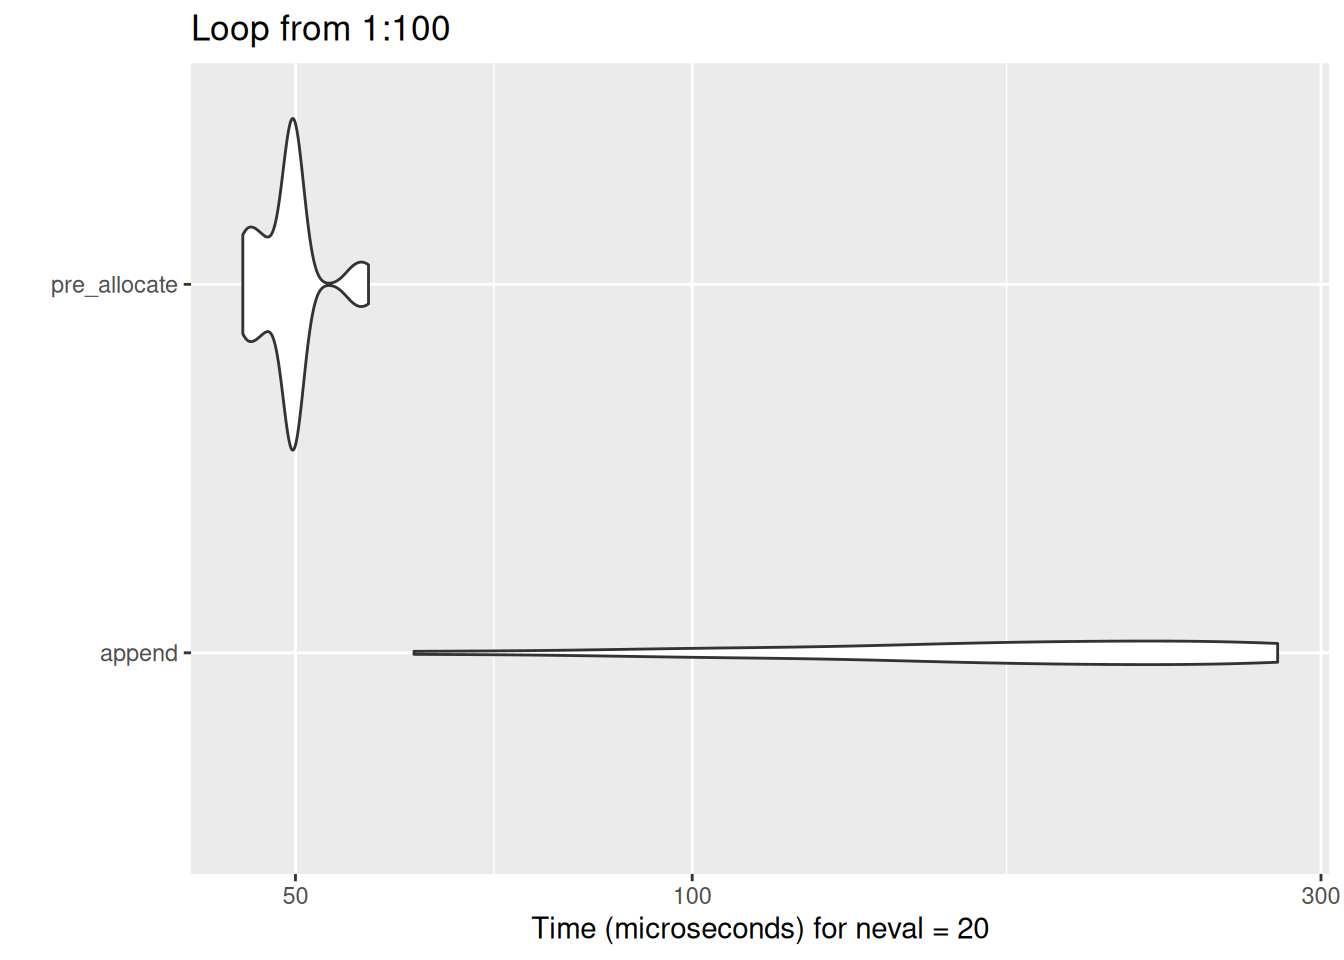 Loop from 1:100
pre_allocate
append
50
100
300
Time (microseconds) for neval = 20